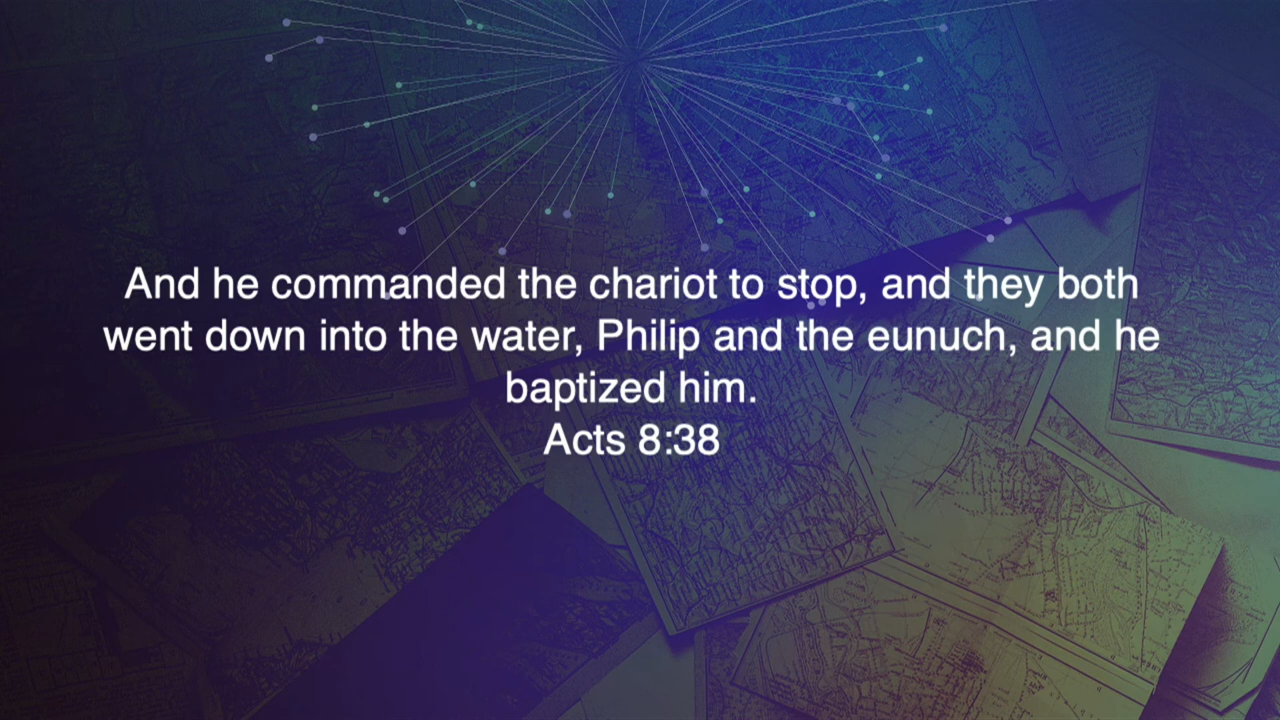 And he commanded the chariot to stop, and they both
went down into the water, Philip and the eunuch, and he
baptized him.
Acts 8:38